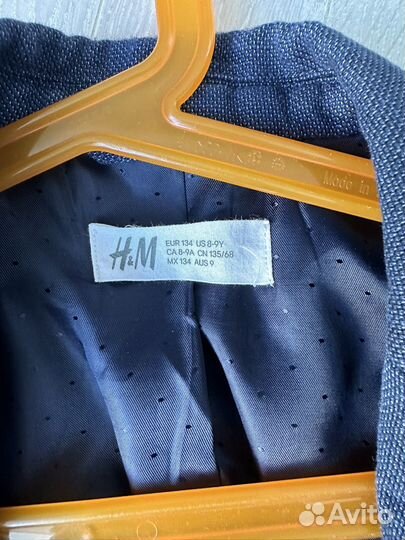 Made in
H&M
EUR 134 US 8-9Y
CA 8-9A CN 135/68
MX 134 AUS 9
Avito